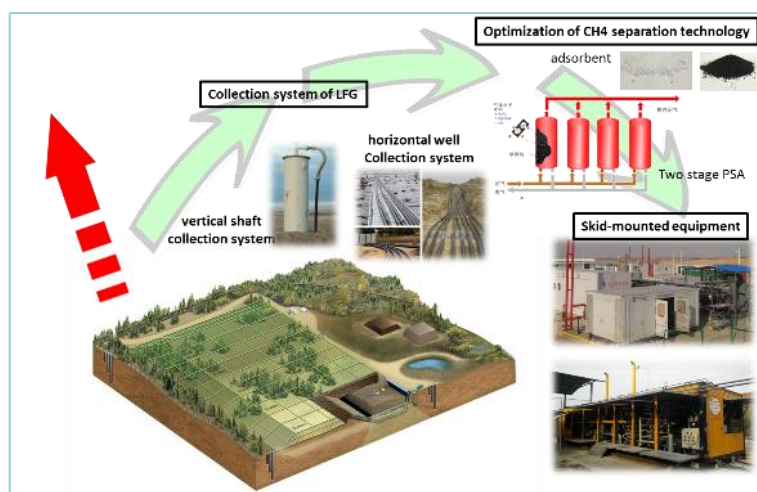 Optimization of CH4 separation technology
adsorbent
Collection system of LFG
horizontal well
Collection system
vertical shaft
collection system
Two stage PSA
Skid-mounted equipment